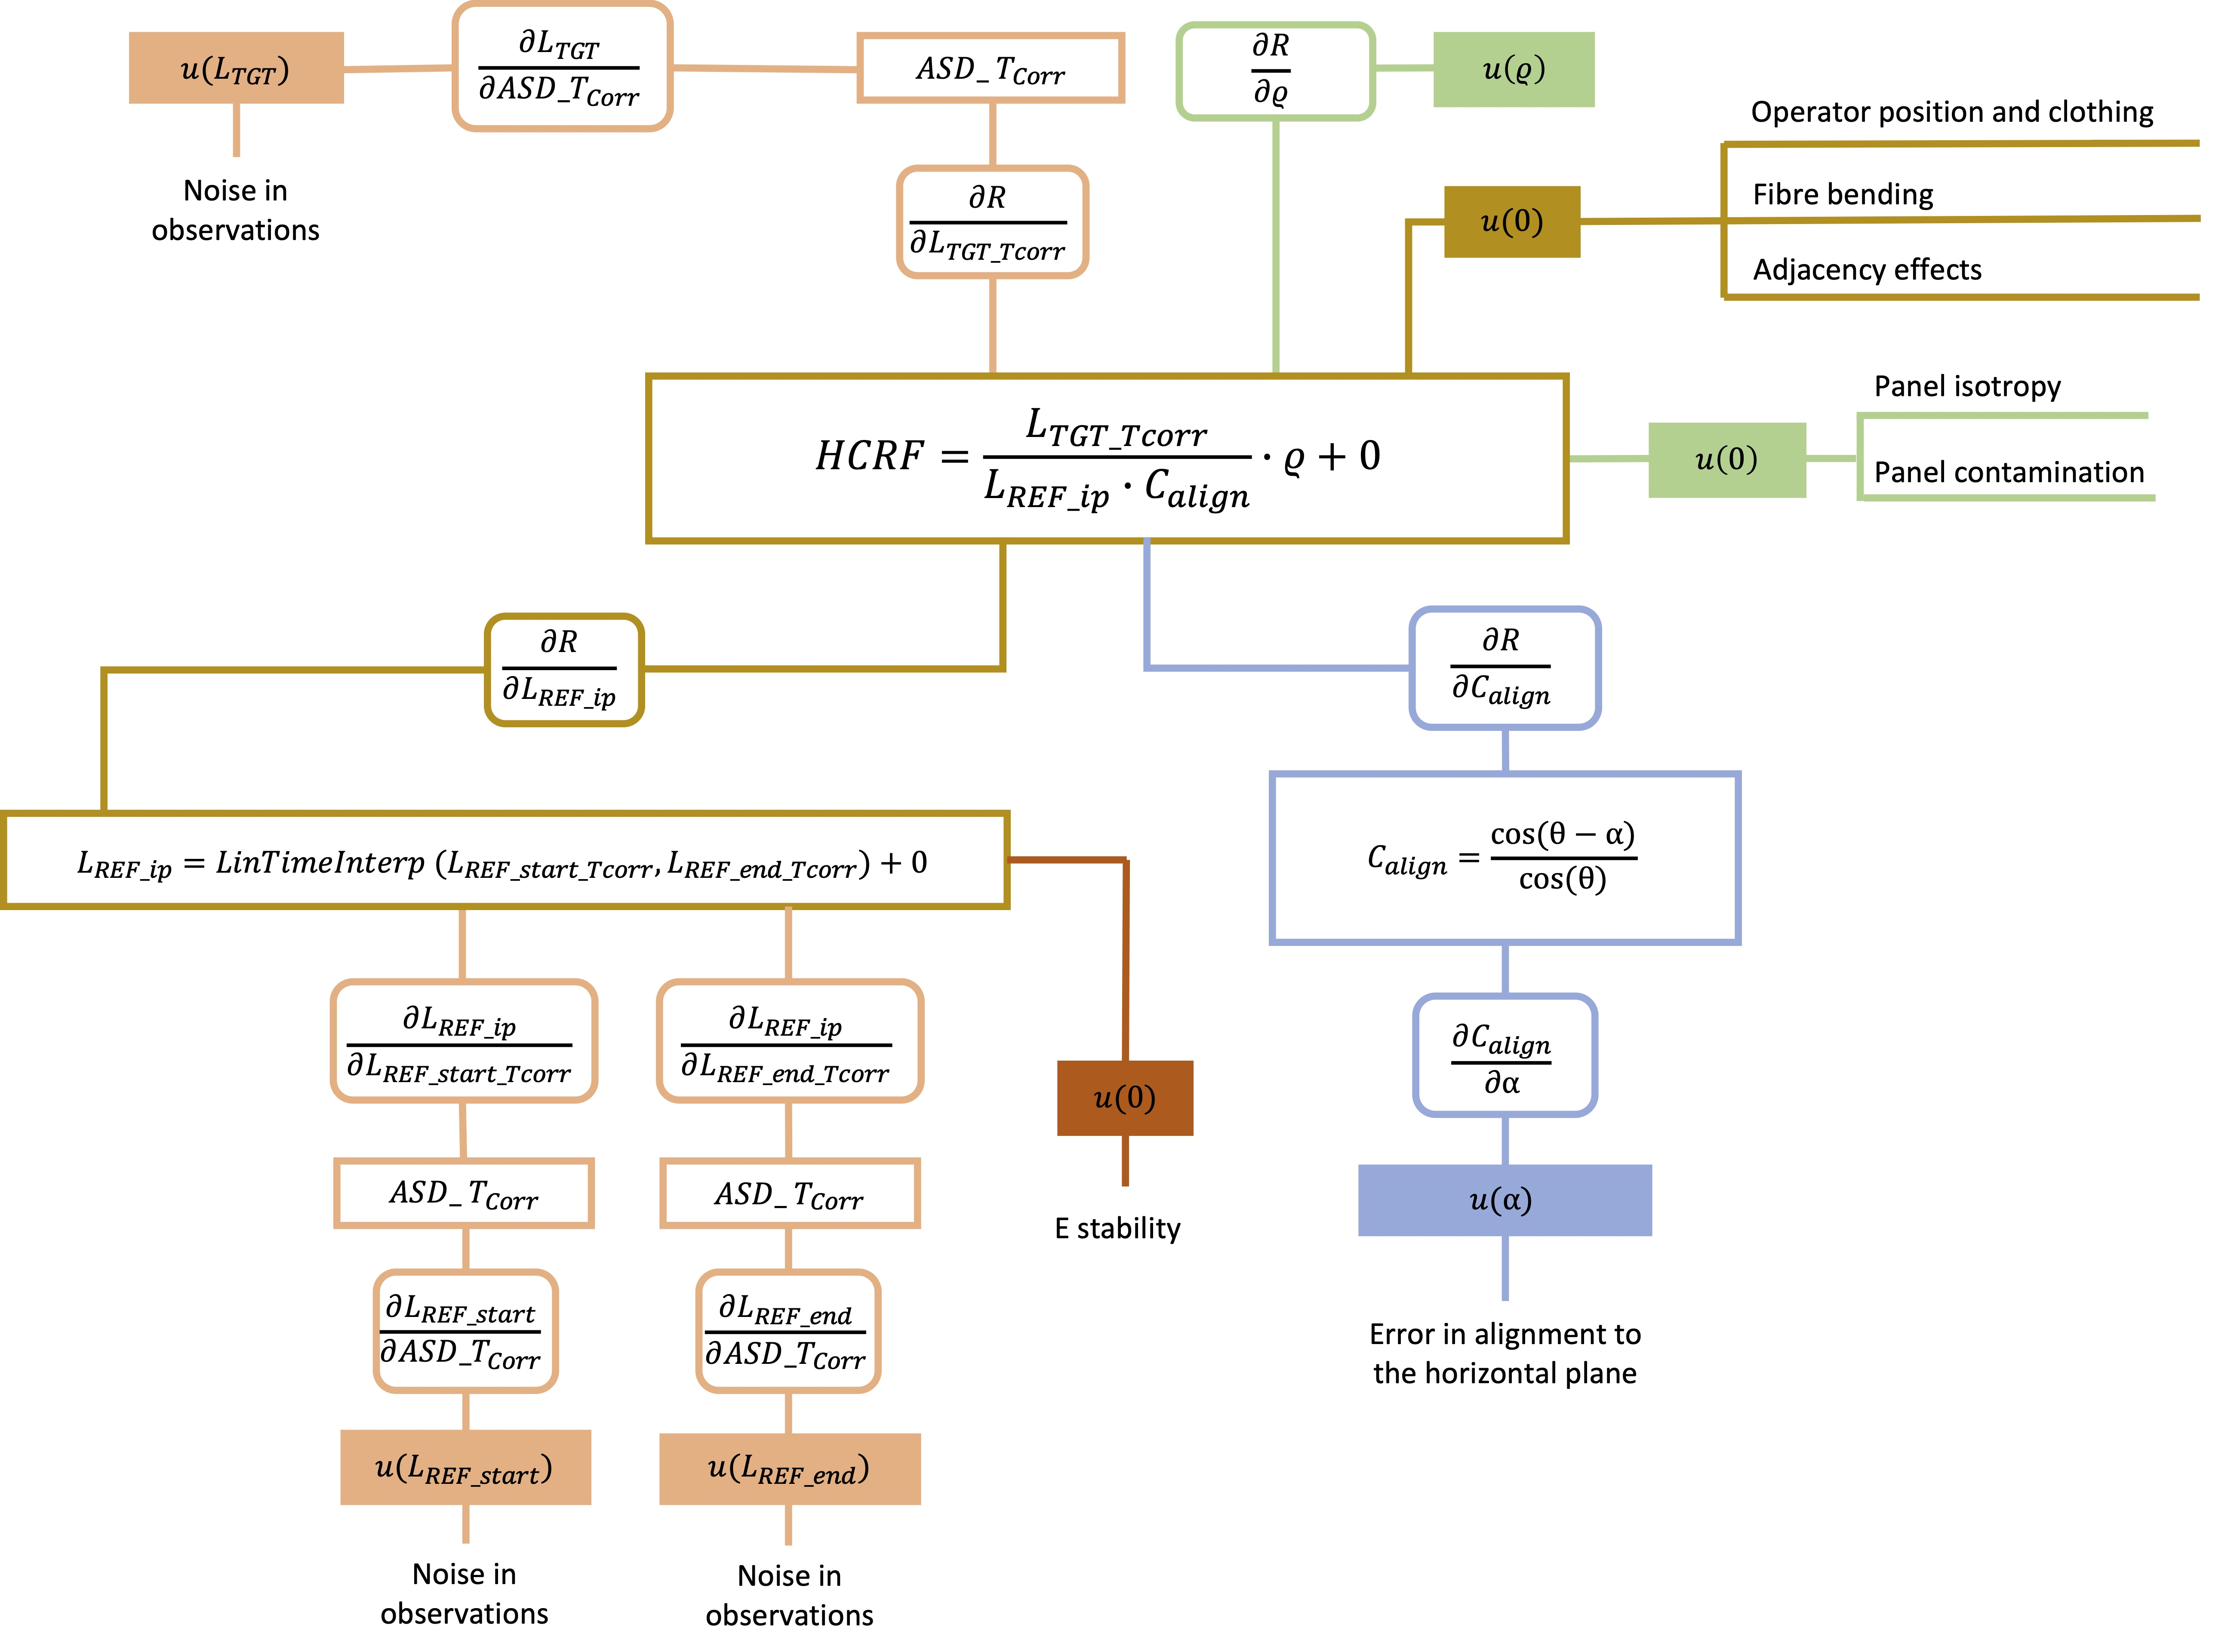 u(L_TGT)
∂L_TGT
∂ASD_T_Corr
ASD_ T_Corr
∂R
∂ϱ
u(ϱ)
Noise in
observations
∂R
∂L_TGT_Tcorr
u(0)
Operator position and clothing
Fibre bending
Adjacency effects
HCRF = L_TGT_Tcorr / L_REF_ip · C_align · ϱ + 0
u(0)
Panel isotropy
Panel contamination
∂R
∂L_REF_ip
∂R
∂C_align
L_REF_ip = LinTimeInterp (L_REF_start_Tcorr, L_REF_end_Tcorr) + 0
C_align = cos(θ − α) / cos(θ)
∂L_REF_ip
∂L_REF_start_Tcorr
∂L_REF_ip
∂L_REF_end_Tcorr
u(0)
E stability
∂C_align
∂α
ASD_ T_Corr
ASD_ T_Corr
u(α)
∂L_REF_start
∂ASD_T_Corr
∂L_REF_end
∂ASD_T_Corr
Error in alignment to
the horizontal plane
u(L_REF_start)
u(L_REF_end)
Noise in
observations
Noise in
observations